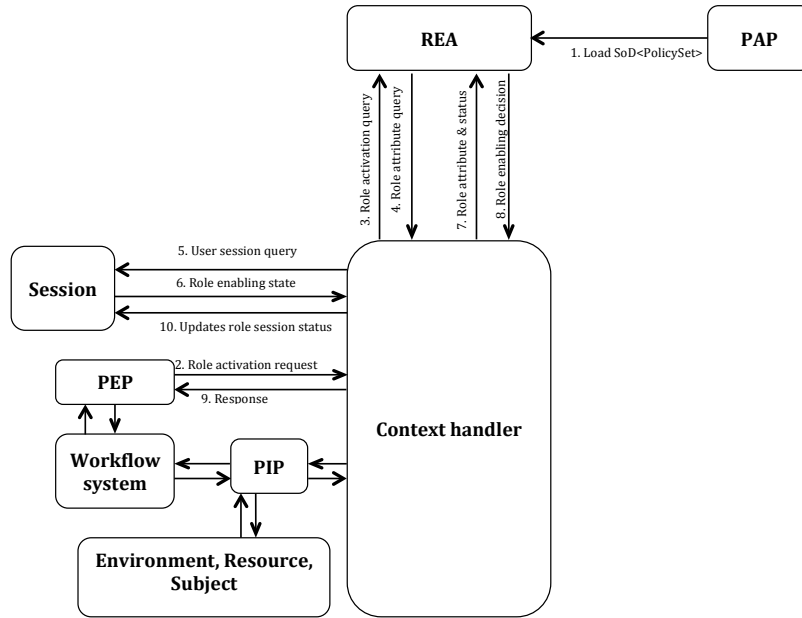 REA
PAP
1. Load SoD<PolicySet>
3. Role activation query
4. Role attribute query
7. Role attribute & status
8. Role enabling decision
5. User session query
Session
6. Role enabling state
10. Updates role session status
2. Role activation request
PEP
9. Response
Context handler
Workflow
system
PIP
Environment, Resource,
Subject